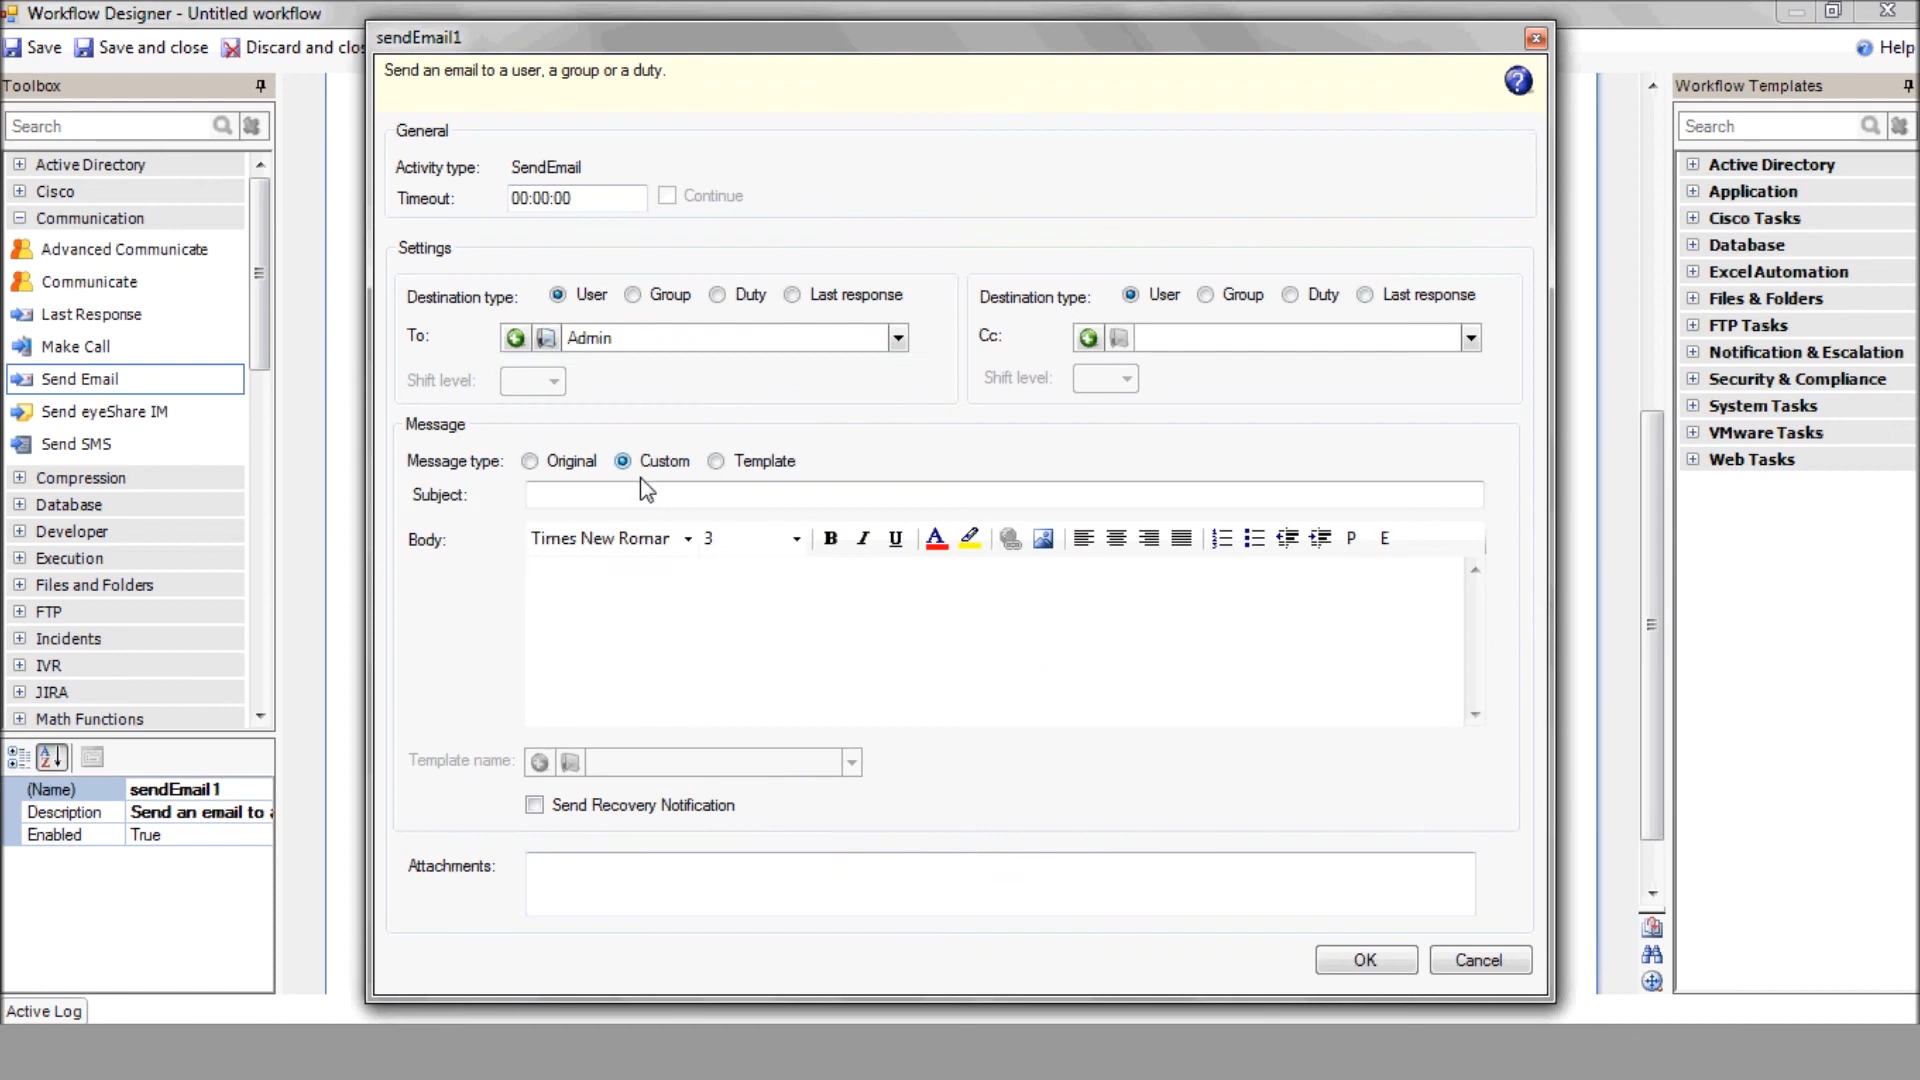 Workflow Designer - Untitled workflow
Save Save and close Discard and clos
Help
Toolbox
Search
Active Directory
Cisco
Communication
Advanced Communicate
Communicate
Last Response
Make Call
Send Email
Send eyeShare IM
Send SMS
Compression
Database
Developer
Execution
Files and Folders
FTP
Incidents
IVR
JIRA
Math Functions
(Name) sendEmail1
Description Send an email to a
Enabled True
Active Log
sendEmail1
Send an email to a user, a group or a duty.
General
Activity type: SendEmail
Timeout: 00:00:00 Continue
Settings
Destination type: User Group Duty Last response
To: Admin
Shift level:
Destination type: User Group Duty Last response
Cc:
Shift level:
Message
Message type: Original Custom Template
Subject:
Body: Times New Romar 3 B I U A P E
Template name:
Send Recovery Notification
Attachments:
OK Cancel
Workflow Templates
Search
Active Directory
Application
Cisco Tasks
Database
Excel Automation
Files & Folders
FTP Tasks
Notification & Escalation
Security & Compliance
System Tasks
VMware Tasks
Web Tasks